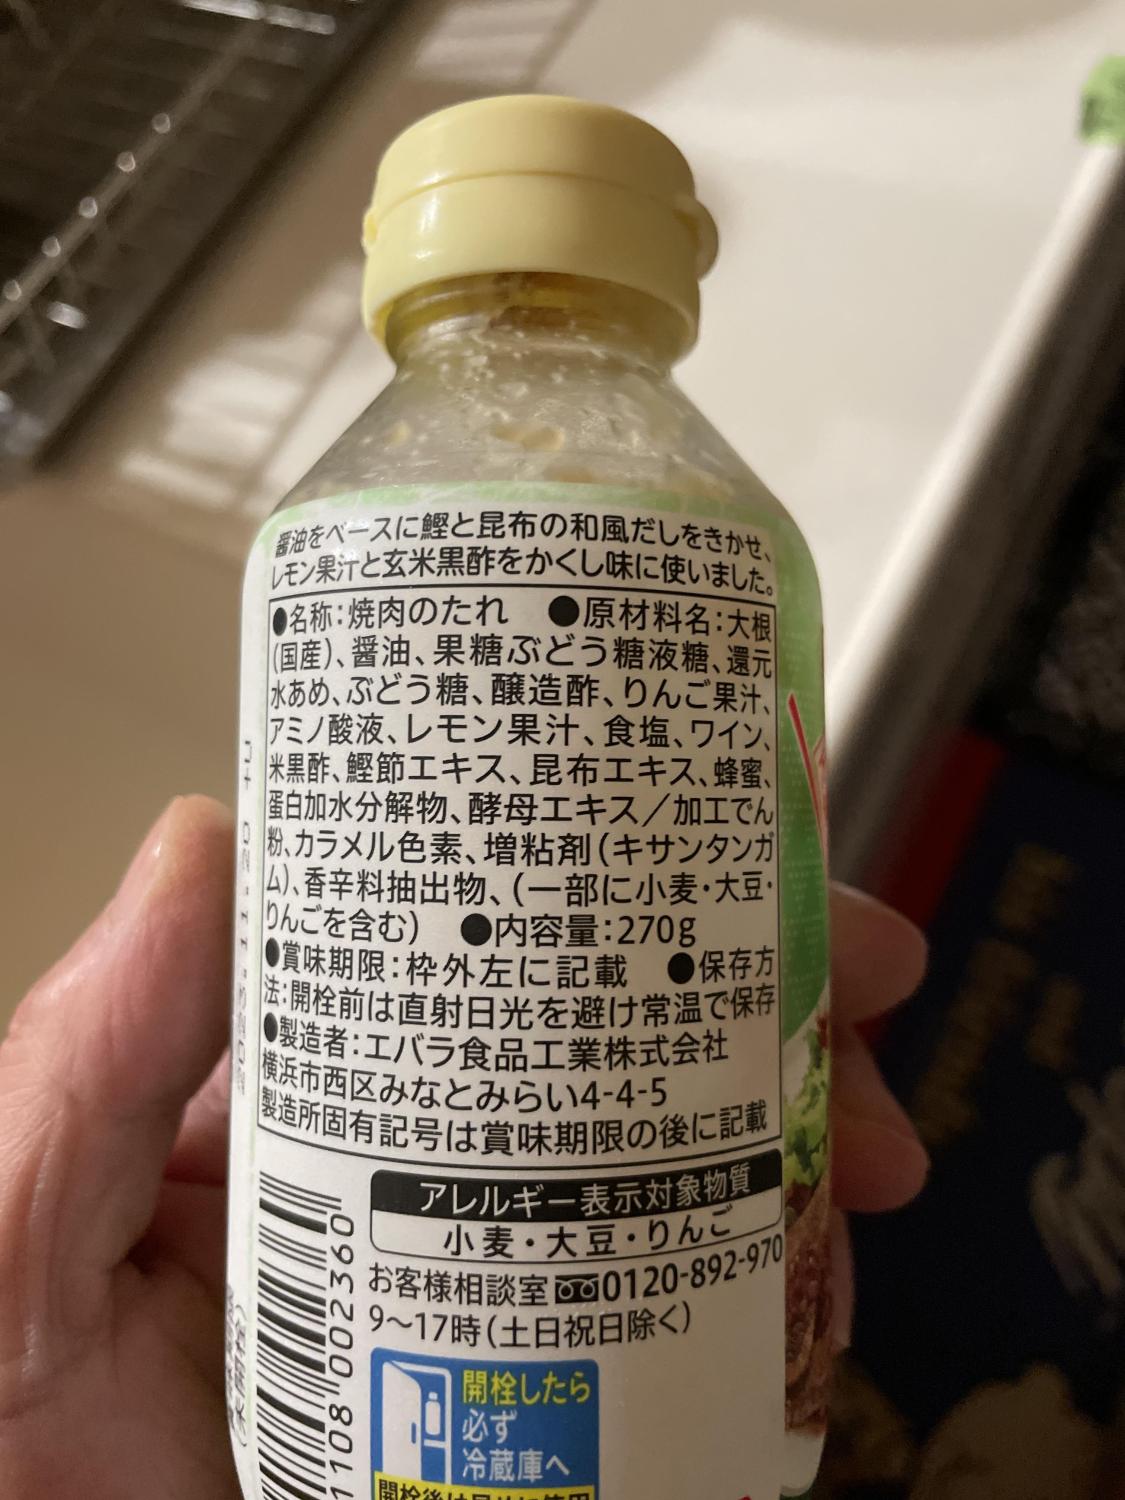 醤油をベースに鰹と昆布の和風だしをきかせ、
レモン果汁と玄米黒酢をかくし味に使いました。
●名称:焼肉のたれ ●原材料名:大根
(国産)、醤油、果糖ぶどう糖液糖、還元
水あめ、ぶどう糖、醸造酢、りんご果汁、
アミノ酸液、レモン果汁、食塩、ワイン、
米黒酢、鰹節エキス、昆布エキス、蜂蜜、
蛋白加水分解物、酵母エキス/加工でん
粉、カラメル色素、増粘剤(キサンタンガ
ム)、香辛料抽出物、(一部に小麦・大豆・
りんごを含む) ●内容量:270g
●賞味期限:枠外左に記載 ●保存方
法:開栓前は直射日光を避け常温で保存
●製造者:エバラ食品工業株式会社
横浜市西区みなとみらい4-4-5
製造所固有記号は賞味期限の後に記載
アレルギー表示対象物質
小麦・大豆・りんご
お客様相談室 0120-892-970
9〜17時(土日祝日除く)
開栓したら
必ず
冷蔵庫へ
1108 002360